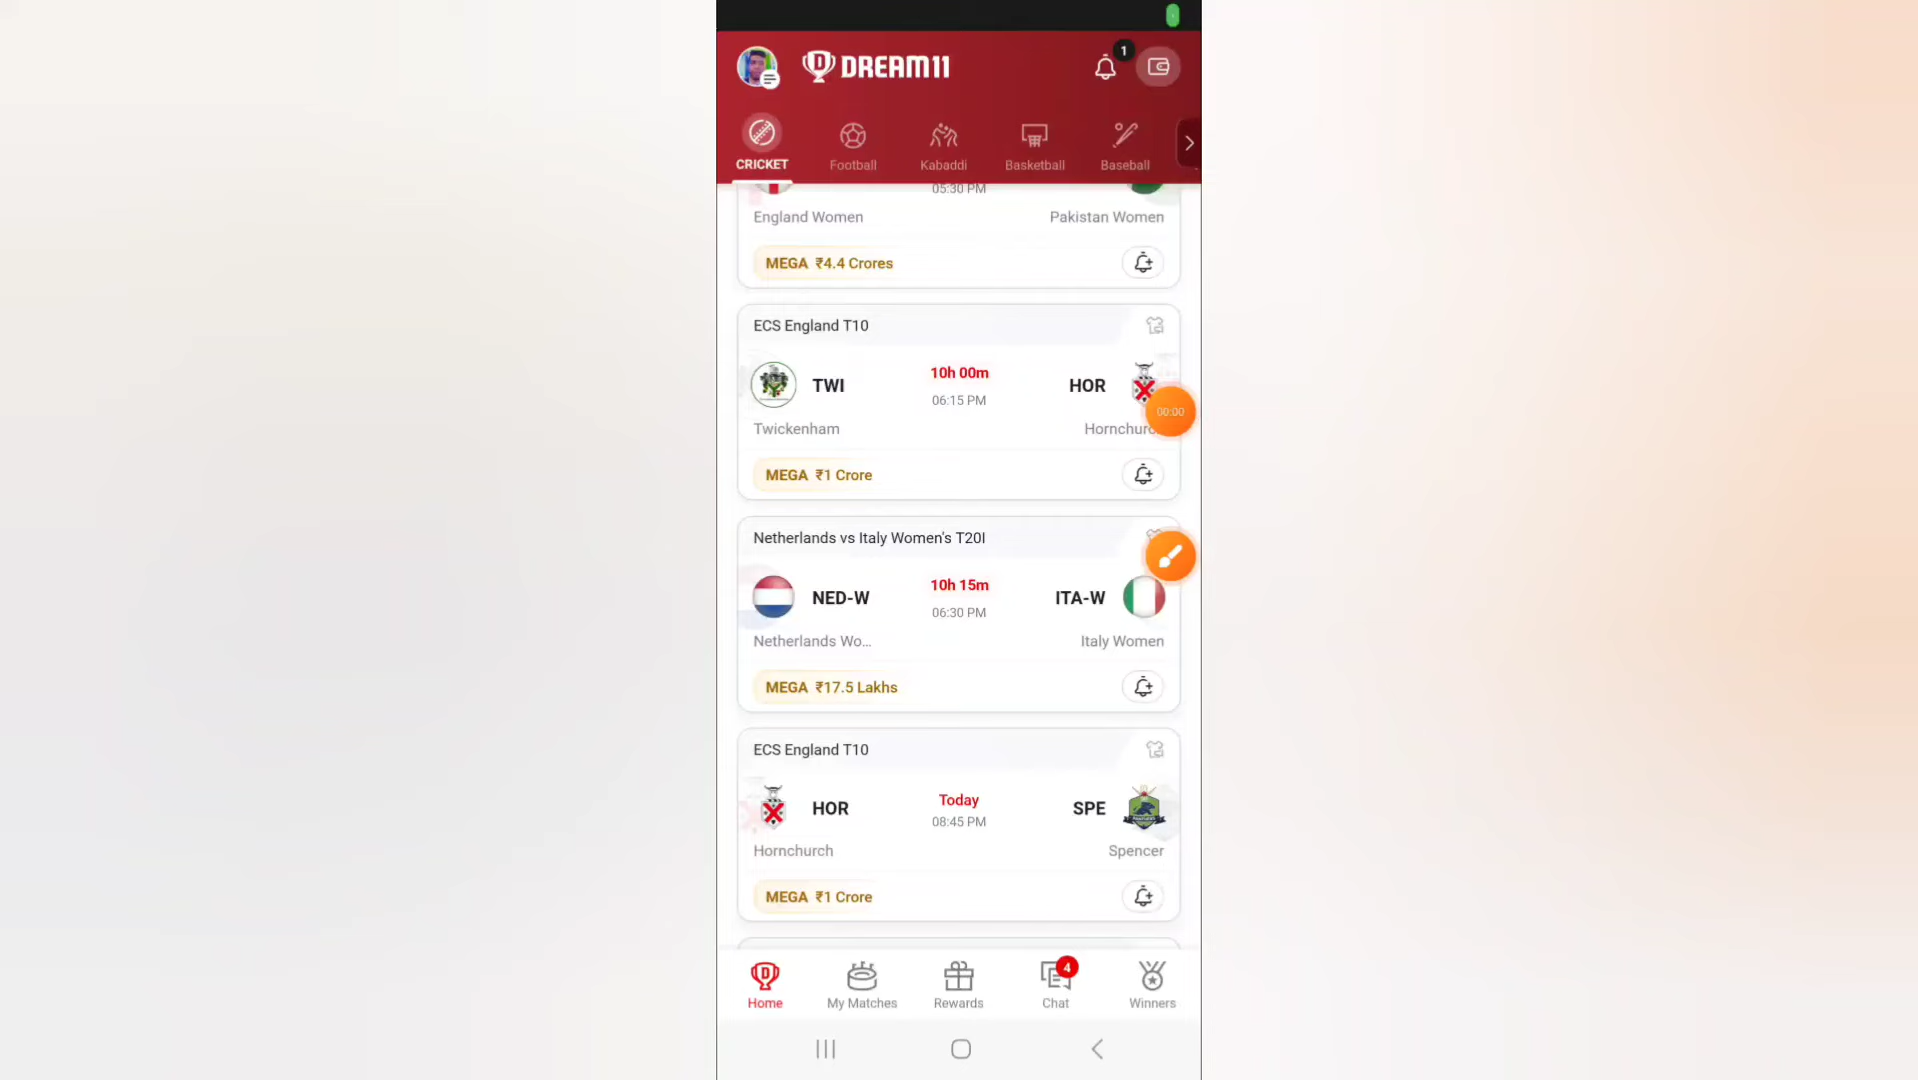 DREAM11
1
CRICKET
Football
Kabaddi
Basketball
Baseball
05:30 PM
England Women
Pakistan Women
MEGA ₹4.4 Crores
ECS England T10
TWI
10h 00m
HOR
06:15 PM
00:00
Twickenham
Hornchurc
MEGA ₹1 Crore
Netherlands vs Italy Women's T20I
NED-W
10h 15m
ITA-W
06:30 PM
Netherlands Wo...
Italy Women
MEGA ₹17.5 Lakhs
ECS England T10
HOR
Today
SPE
08:45 PM
Hornchurch
Spencer
MEGA ₹1 Crore
4
Home
My Matches
Rewards
Chat
Winners